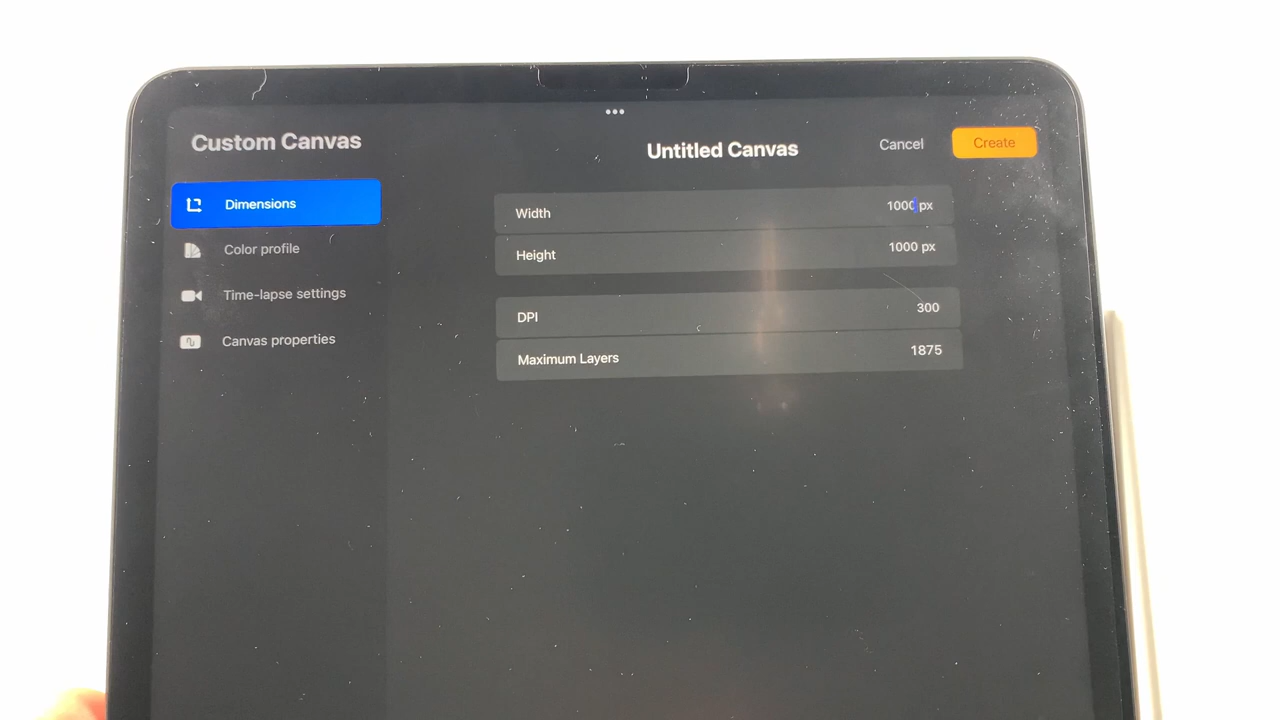 Custom Canvas
Untitled Canvas
Cancel
Create
Dimensions
Color profile
Time-lapse settings
Canvas properties
Width 1000 px
Height 1000 px
DPI 300
Maximum Layers 1875